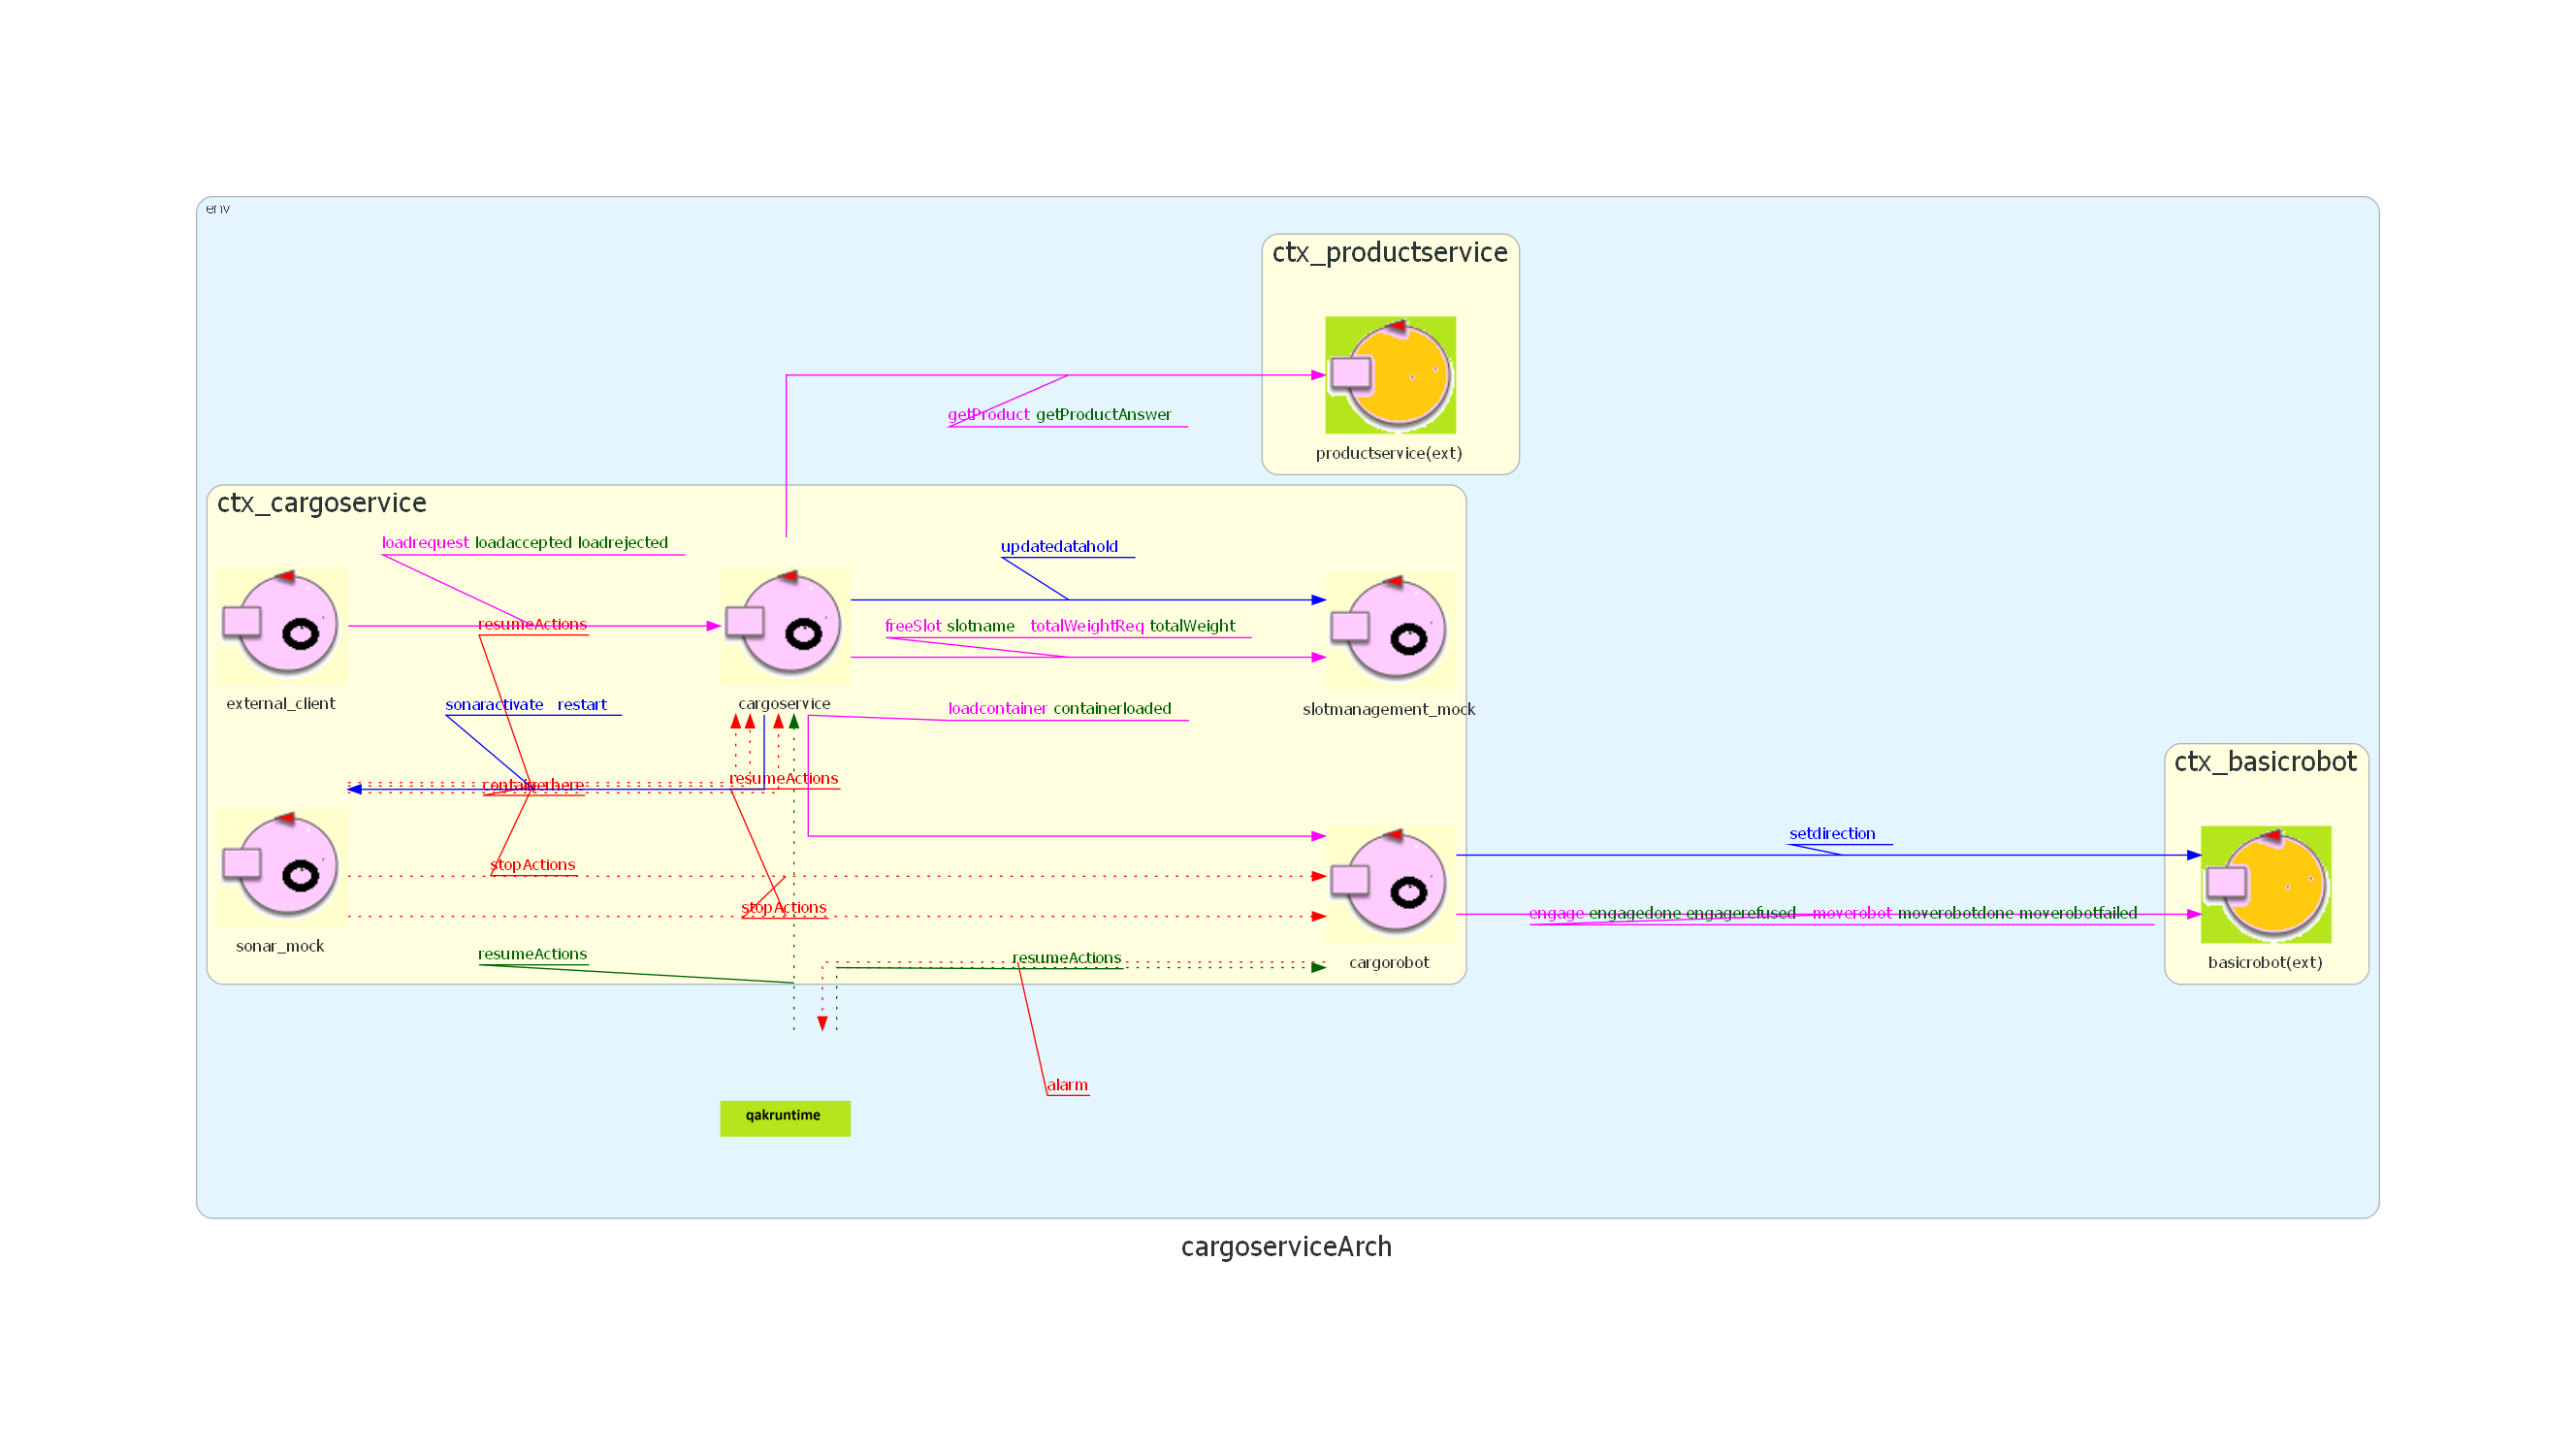 env
ctx_productservice
getProduct getProductAnswer
productservice(ext)
ctx_cargoservice
loadrequest loadaccepted loadrejected
updatedatahold
resumeActions
freeSlot slotname totalWeightReq totalWeight
external_client
sonaractivate restart
cargoservice
loadcontainer containerloaded
slotmanagement_mock
ctx_basicrobot
containerhere
resumeActions
setdirection
stopActions
stopActions
engage engagedone engagerefused moverobot moverobotdone moverobotfailed
sonar_mock
resumeActions
resumeActions
cargorobot
basicrobot(ext)
alarm
qakruntime
cargoserviceArch